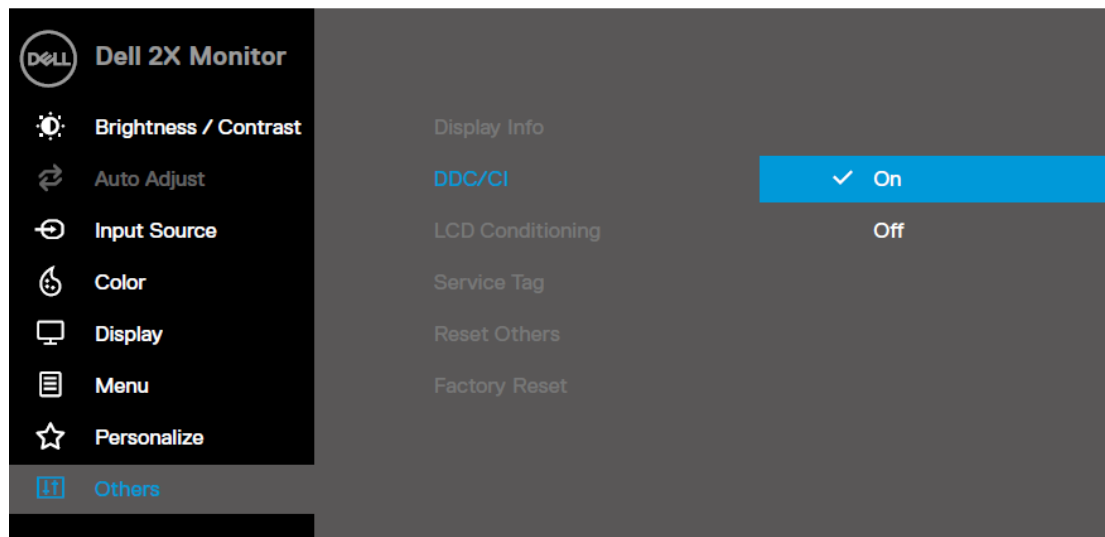 DELL Dell 2X Monitor
Brightness / Contrast
Display Info
Auto Adjust
DDC/CI
On
Input Source
LCD Conditioning
Off
Color
Service Tag
Display
Reset Others
Menu
Factory Reset
Personalize
Others